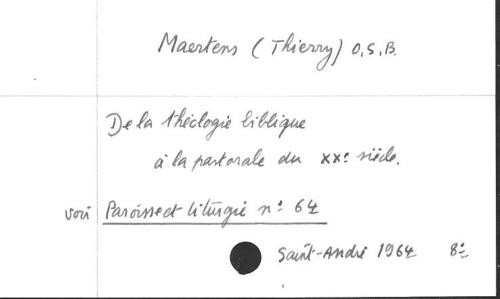 Maertens (Thierry) O.S.B.
De la théologie biblique
à la pastorale du XXe siècle.
voir Paroisse et liturgie n° 64
Saint-André 1964 8°